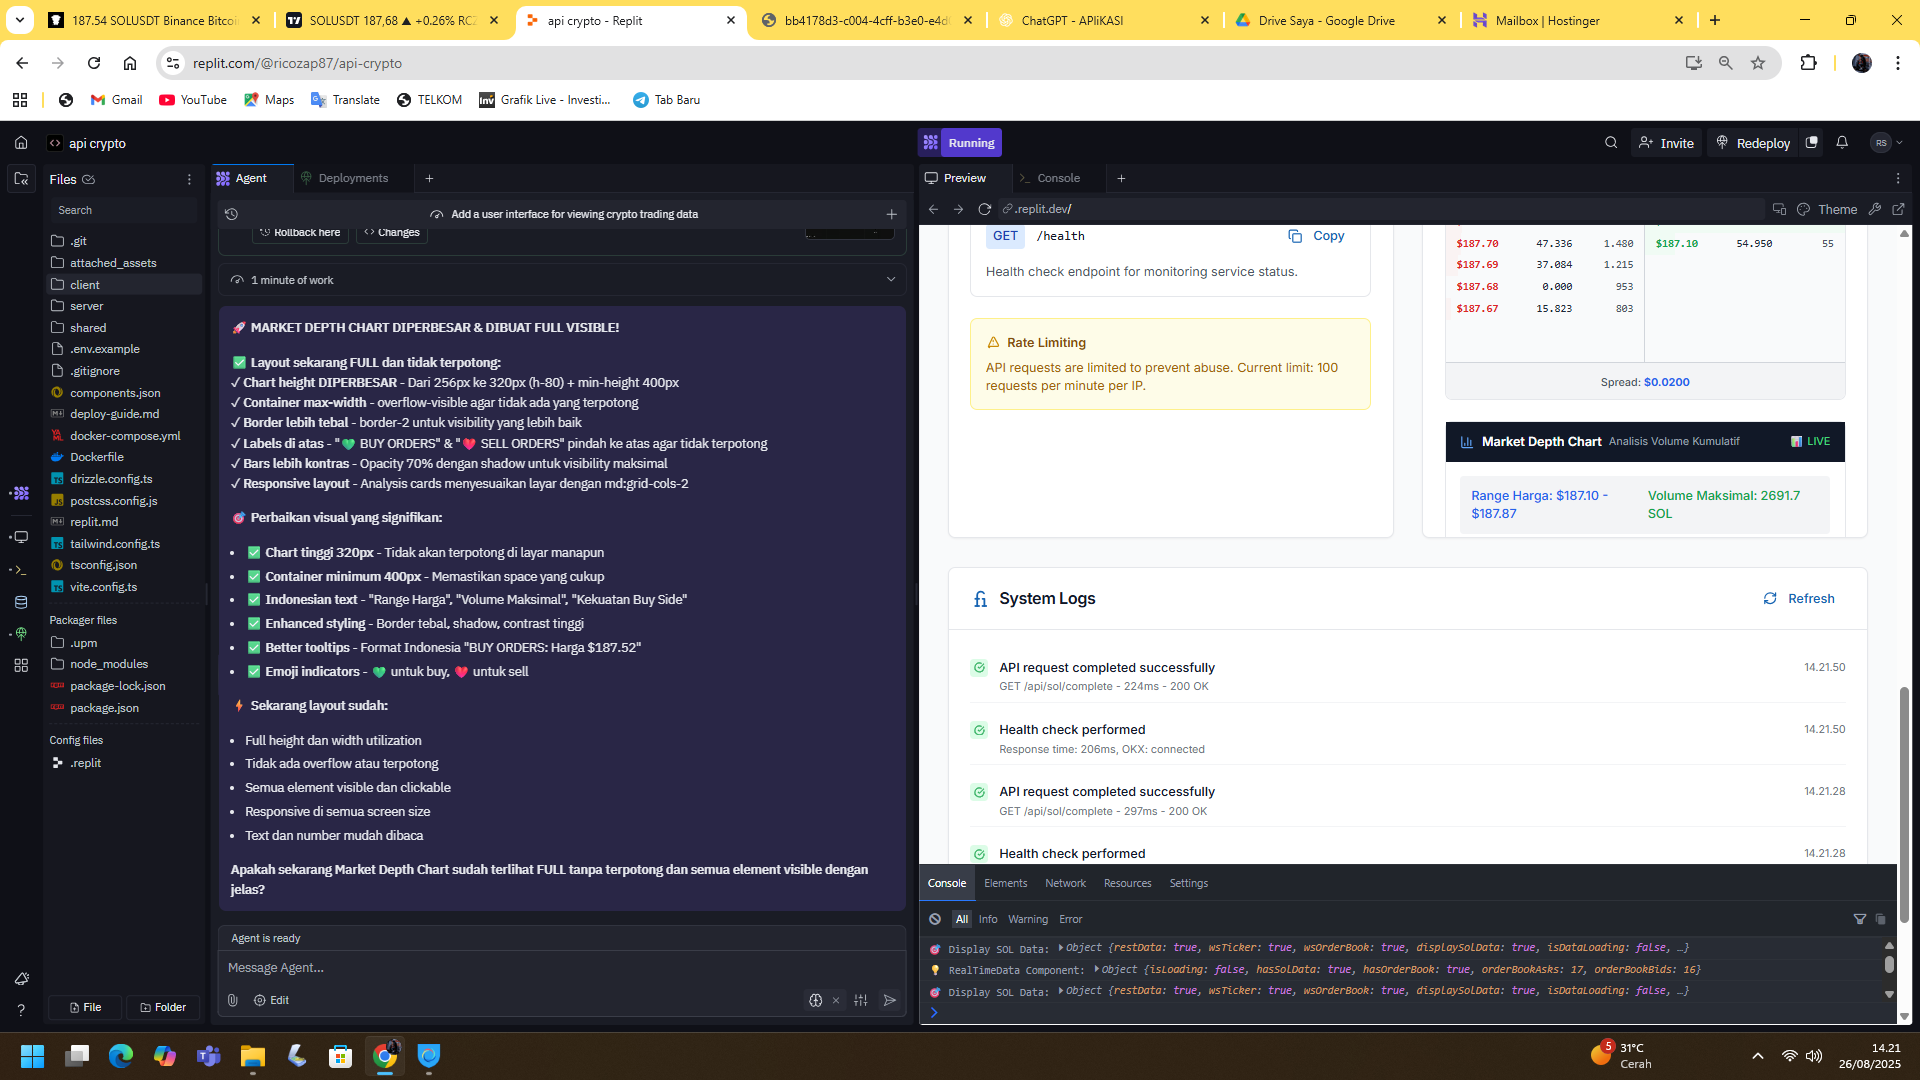 187.54 SOLUSDT Binance Bitcoi
SOLUSDT 187,68 ▲ +0.26% RCZ
api crypto - Replit
bb4178d3-c004-4cff-b3e0-e4d
ChatGPT - APliKASI
Drive Saya - Google Drive
Mailbox | Hostinger
replit.com/@ricozap87/api-crypto
Gmail
YouTube
Maps
Translate
TELKOM
Grafik Live - Investi...
Tab Baru
api crypto
Running
Invite
Redeploy
RS
Files
Search
.git
attached_assets
client
server
shared
.env.example
.gitignore
components.json
deploy-guide.md
docker-compose.yml
Dockerfile
drizzle.config.ts
postcss.config.js
replit.md
tailwind.config.ts
tsconfig.json
vite.config.ts
Packager files
.upm
node_modules
package-lock.json
package.json
Config files
.replit
File
Folder
Agent
Deployments
Add a user interface for viewing crypto trading data
Rollback here
Changes
1 minute of work
🚀 MARKET DEPTH CHART DIPERBESAR & DIBUAT FULL VISIBLE!
✅ Layout sekarang FULL dan tidak terpotong:
✓ Chart height DIPERBESAR - Dari 256px ke 320px (h-80) + min-height 400px
✓ Container max-width - overflow-visible agar tidak ada yang terpotong
✓ Border lebih tebal - border-2 untuk visibility yang lebih baik
✓ Labels di atas - "💚 BUY ORDERS" & "❤️ SELL ORDERS" pindah ke atas agar tidak terpotong
✓ Bars lebih kontras - Opacity 70% dengan shadow untuk visibility maksimal
✓ Responsive layout - Analysis cards menyesuaikan layar dengan md:grid-cols-2
🎯 Perbaikan visual yang signifikan:
• ✅ Chart tinggi 320px - Tidak akan terpotong di layar manapun
• ✅ Container minimum 400px - Memastikan space yang cukup
• ✅ Indonesian text - "Range Harga", "Volume Maksimal", "Kekuatan Buy Side"
• ✅ Enhanced styling - Border tebal, shadow, contrast tinggi
• ✅ Better tooltips - Format Indonesia "BUY ORDERS: Harga $187.52"
• ✅ Emoji indicators - 💚 untuk buy, ❤️ untuk sell
⚡ Sekarang layout sudah:
• Full height dan width utilization
• Tidak ada overflow atau terpotong
• Semua element visible dan clickable
• Responsive di semua screen size
• Text dan number mudah dibaca
Apakah sekarang Market Depth Chart sudah terlihat FULL tanpa terpotong dan semua element visible dengan
jelas?
Agent is ready
Message Agent...
Edit
Preview
Console
.replit.dev/
Theme
GET /health
Copy
Health check endpoint for monitoring service status.
Rate Limiting
API requests are limited to prevent abuse. Current limit: 100
requests per minute per IP.
$187.70 47.336 1.480 $187.10 54.950 55
$187.69 37.084 1.215
$187.68 0.000 953
$187.67 15.823 803
Spread: $0.0200
Market Depth Chart Analisis Volume Kumulatif 📊 LIVE
Range Harga: $187.10 -
$187.87
Volume Maksimal: 2691.7
SOL
System Logs
Refresh
API request completed successfully 14.21.50
GET /api/sol/complete - 224ms - 200 OK
Health check performed 14.21.50
Response time: 206ms, OKX: connected
API request completed successfully 14.21.28
GET /api/sol/complete - 297ms - 200 OK
Health check performed 14.21.28
Console Elements Network Resources Settings
All Info Warning Error
🎯 Display SOL Data: ▶Object {restData: true, wsTicker: true, wsOrderBook: true, displaySolData: true, isDataLoading: false, …}
💡 RealTimeData Component: ▶Object {isLoading: false, hasSolData: true, hasOrderBook: true, orderBookAsks: 17, orderBookBids: 16}
🎯 Display SOL Data: ▶Object {restData: true, wsTicker: true, wsOrderBook: true, displaySolData: true, isDataLoading: false, …}
5
31°C
Cerah
14.21
26/08/2025